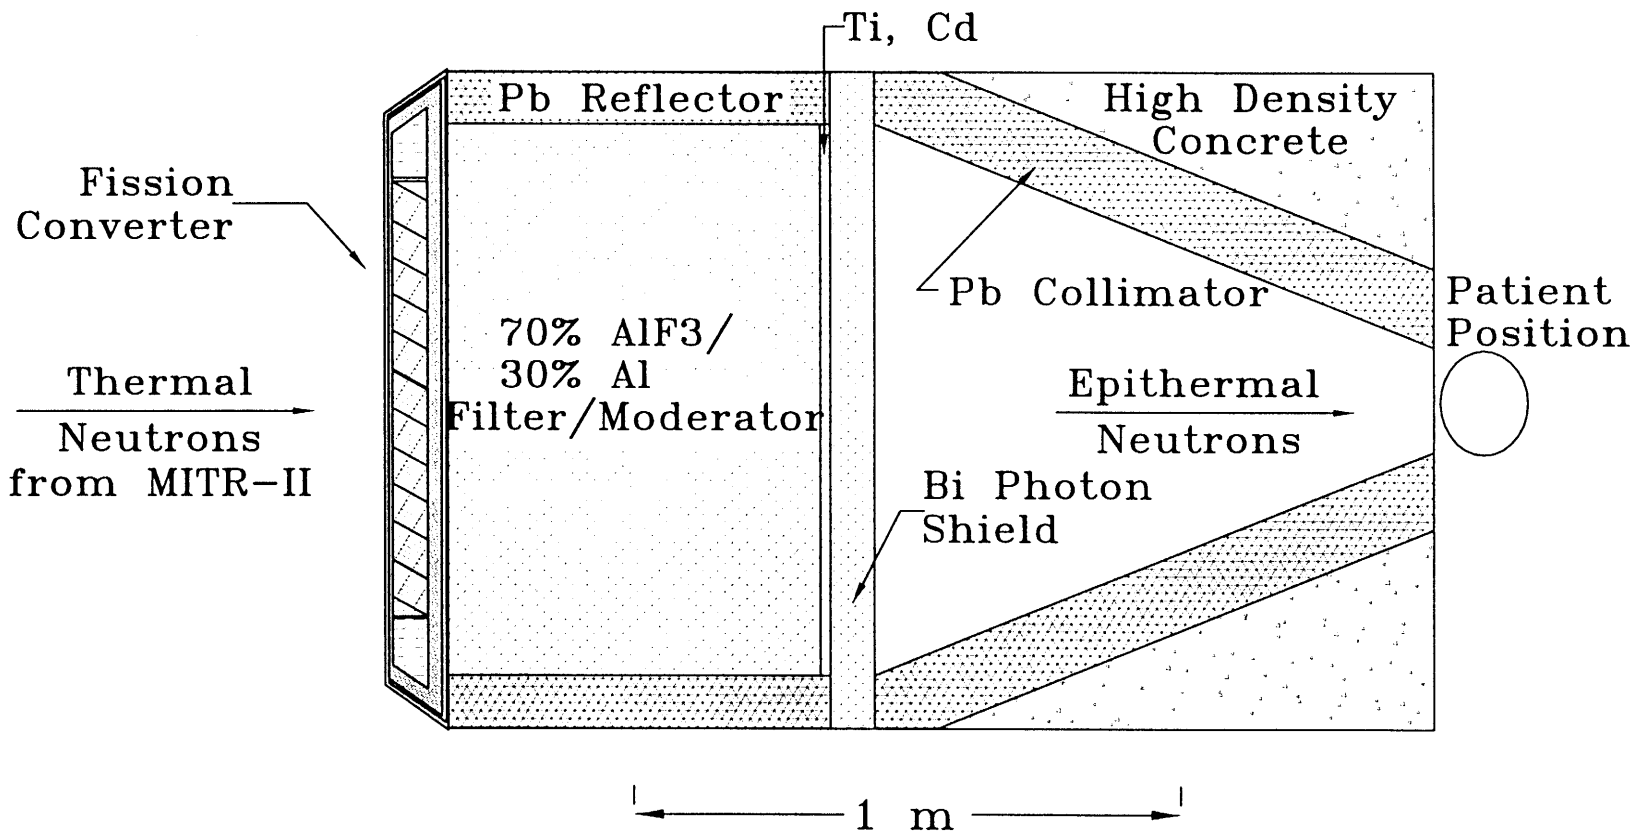 Ti, Cd
Pb Reflector
High Density
Concrete
Fission
Converter
Pb Collimator
Patient
Position
70% AlF3/
30% Al
Filter/Moderator
Thermal
Neutrons
from MITR-II
Epithermal
Neutrons
Bi Photon
Shield
1 m